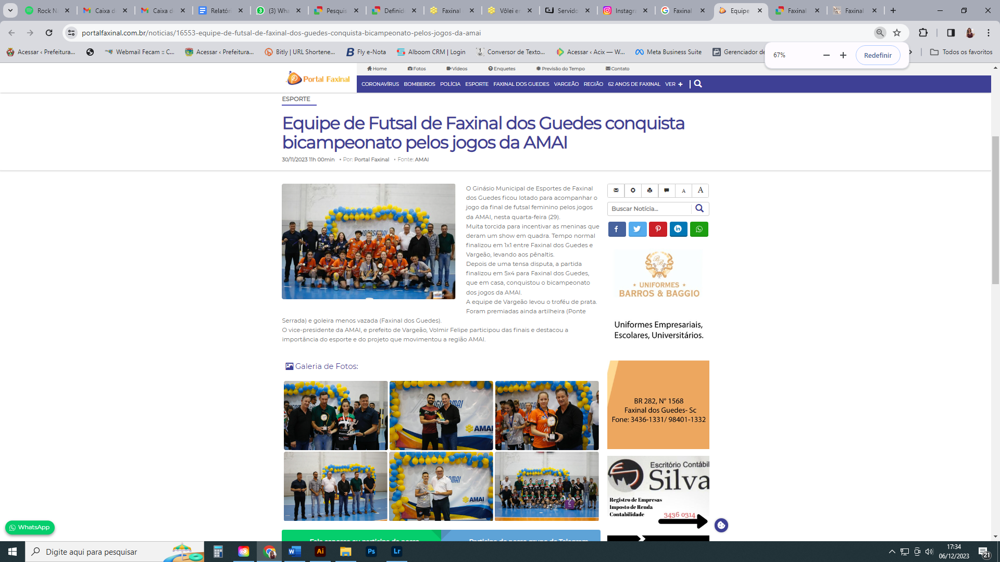 Rock Na
Caixa d
Caixa d
Relatóri
(3) Wha
Pesquis
Definid
Faxinal
Vôlei en
Servido
Instagra
Faxinal
Equipe
Faxinal
Faxinal
portalfaxinal.com.br/noticias/16553-equipe-de-futsal-de-faxinal-dos-guedes-conquista-bicampeonato-pelos-jogos-da-amai
Acessar ‹ Prefeitura...
Webmail Fecam :: C...
Acessar ‹ Prefeitura...
Bitly | URL Shortene...
Fly e-Nota
Alboom CRM | Login
Conversor de Texto...
Acessar ‹ Acix — W...
Meta Business Suite
Gerenciador de
Todos os favoritos
67%
Redefinir
Portal Faxinal
Home
Fotos
Vídeos
Enquetes
Previsão do Tempo
Contato
CORONAVÍRUS BOMBEIROS POLÍCIA ESPORTE FAXINAL DOS GUEDES VARGEÃO REGIÃO 62 ANOS DE FAXINAL VER +
ESPORTE
Equipe de Futsal de Faxinal dos Guedes conquista
bicampeonato pelos jogos da AMAI
30/11/2023 11h 00min • Por: Portal Faxinal • Fonte: AMAI
O Ginásio Municipal de Esportes de Faxinal
dos Guedes ficou lotado para acompanhar o
jogo da final de futsal feminino pelos jogos
da AMAI, nesta quarta-feira (29).
Muita torcida para incentivar as meninas que
deram um show em quadra. Tempo normal
finalizou em 1x1 entre Faxinal dos Guedes e
Vargeão, levando aos pênaltis.
Depois de uma tensa disputa, a partida
finalizou em 5x4 para Faxinal dos Guedes,
que em casa, conquistou o bicampeonato
dos jogos da AMAI.
A equipe de Vargeão levou o troféu de prata.
Foram premiadas ainda artilheira (Ponte
Serrada) e goleira menos vazada (Faxinal dos Guedes).
O vice-presidente da AMAI, e prefeito de Vargeão, Volmir Felipe participou das finais e destacou a
importância do esporte e do projeto que movimentou a região AMAI.
A
A
Buscar Notícia...
UNIFORMES
BARROS & BAGGIO
Uniformes Empresariais,
Escolares, Universitários.
BR 282, N° 1568
Faxinal dos Guedes- Sc
Fone: 3436-1331/ 98401-1332
Escritório Contábil
Silva
Registro de Empresas
Imposto de Renda
Contabilidade
3436 0314
Galeria de Fotos:
AMAI
AMAI
WhatsApp
Digite aqui para pesquisar
Ai
Ps
Lr
17:34
06/12/2023
21